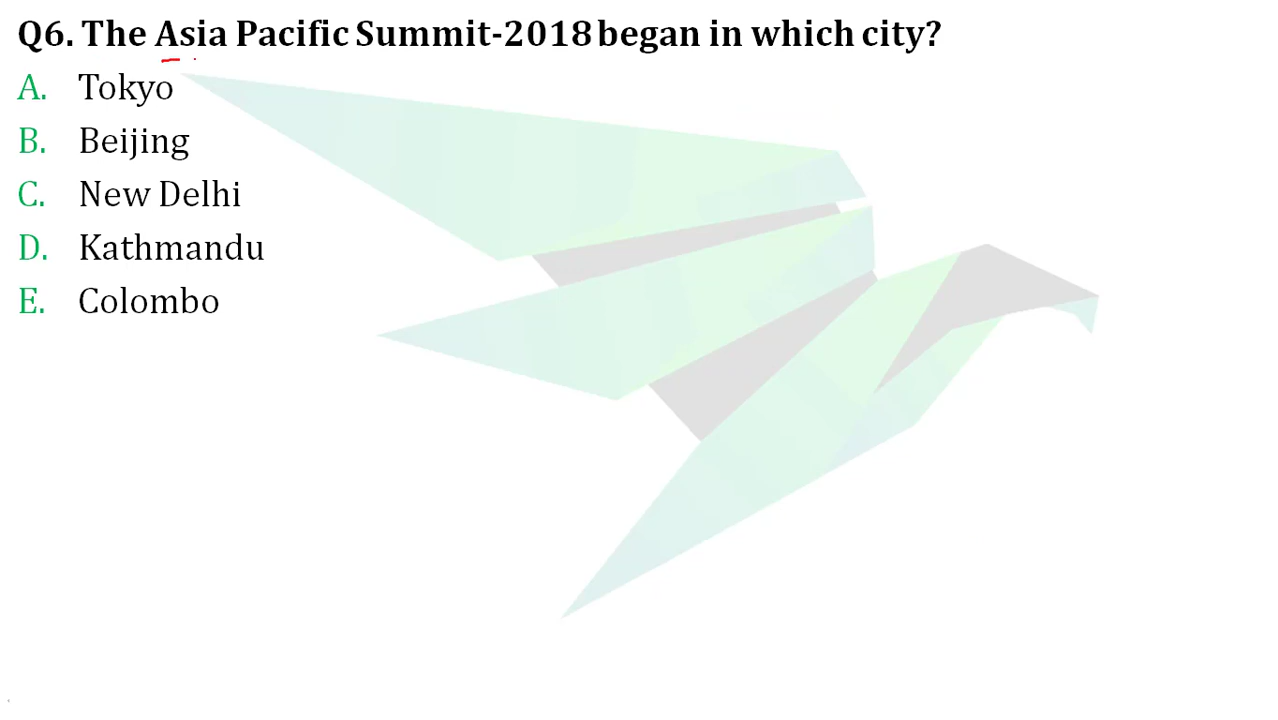 Q6. The Asia Pacific Summit-2018 began in which city?
A. Tokyo
B. Beijing
C. New Delhi
D. Kathmandu
E. Colombo